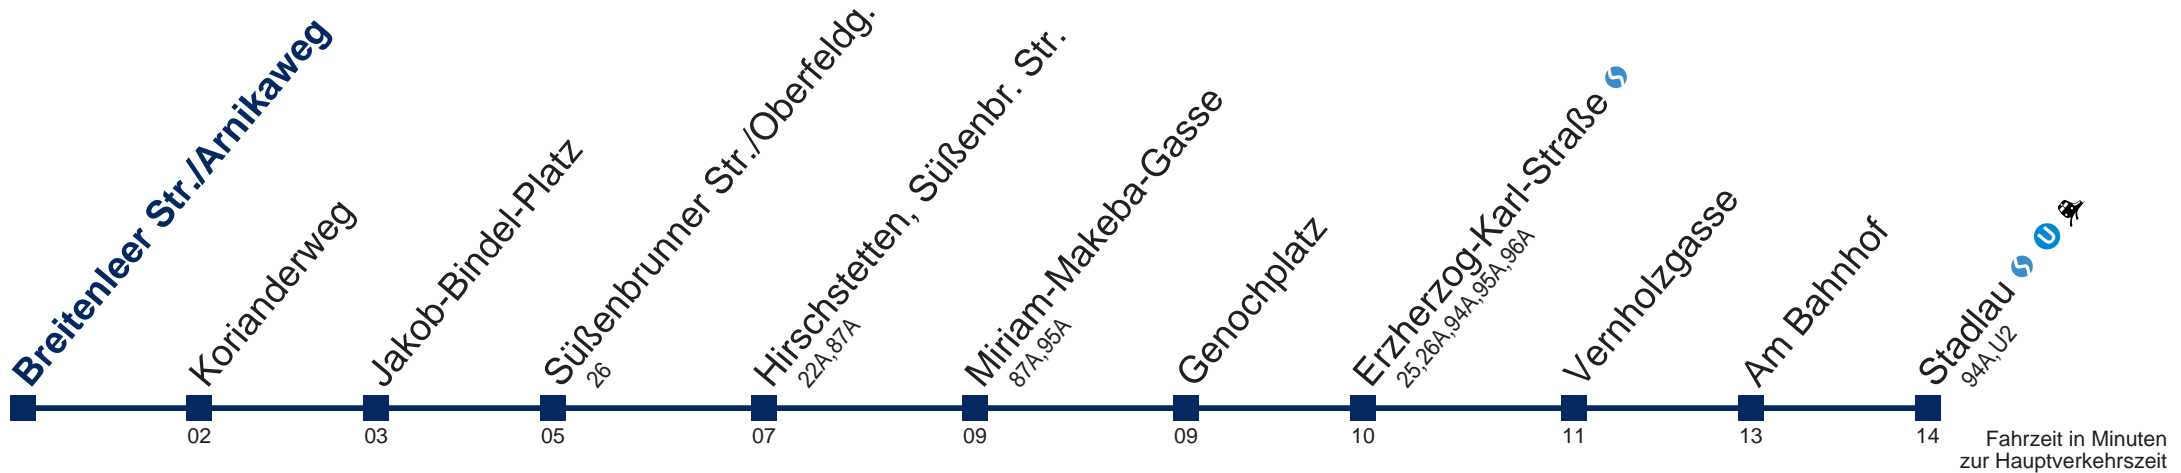 Breitenleer Str./Arnikaweg
Korianderweg
02
Jakob-Bindel-Platz
03
Süßenbrunner Str./Oberfeldg.
26
05
Hirschstetten, Süßenbr. Str.
22A,87A
07
Miriam-Makeba-Gasse
87A,95A
09
Genochplatz
09
Erzherzog-Karl-Straße S
25,26A,94A,95A,96A
10
Vernholzgasse
11
Am Bahnhof
13
Stadlau S U
94A,U2
14
Fahrzeit in Minuten
zur Hauptverkehrszeit